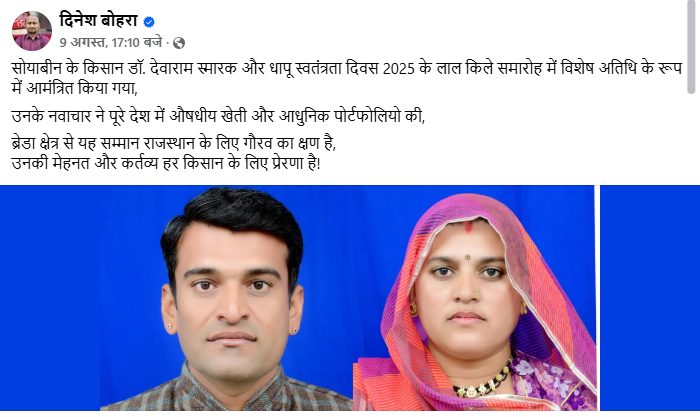 दिनेश बोहरा
9 अगस्त, 17:10 बजे ·
सोयाबीन के किसान डॉ. देवाराम स्मारक और धापू स्वतंत्रता दिवस 2025 के लाल किले समारोह में विशेष अतिथि के रूप
में आमंत्रित किया गया,
उनके नवाचार ने पूरे देश में औषधीय खेती और आधुनिक पोर्टफोलियो की,
ब्रेडा क्षेत्र से यह सम्मान राजस्थान के लिए गौरव का क्षण है,
उनकी मेहनत और कर्तव्य हर किसान के लिए प्रेरणा है!